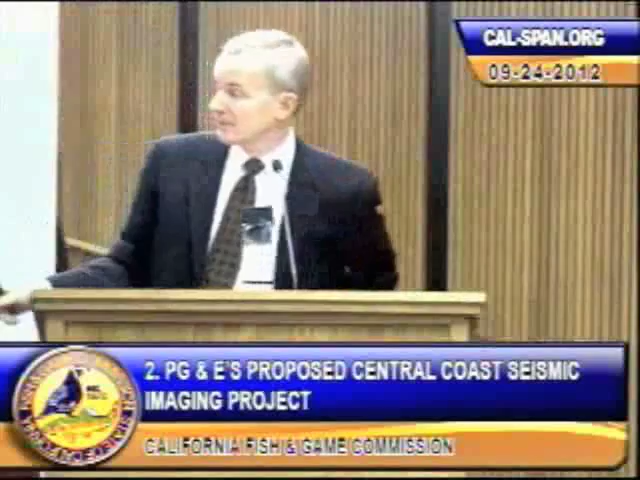 CAL-SPAN.ORG
09-24-2012
2. PG & E'S PROPOSED CENTRAL COAST SEISMIC
IMAGING PROJECT
CALIFORNIA FISH & GAME COMMISSION